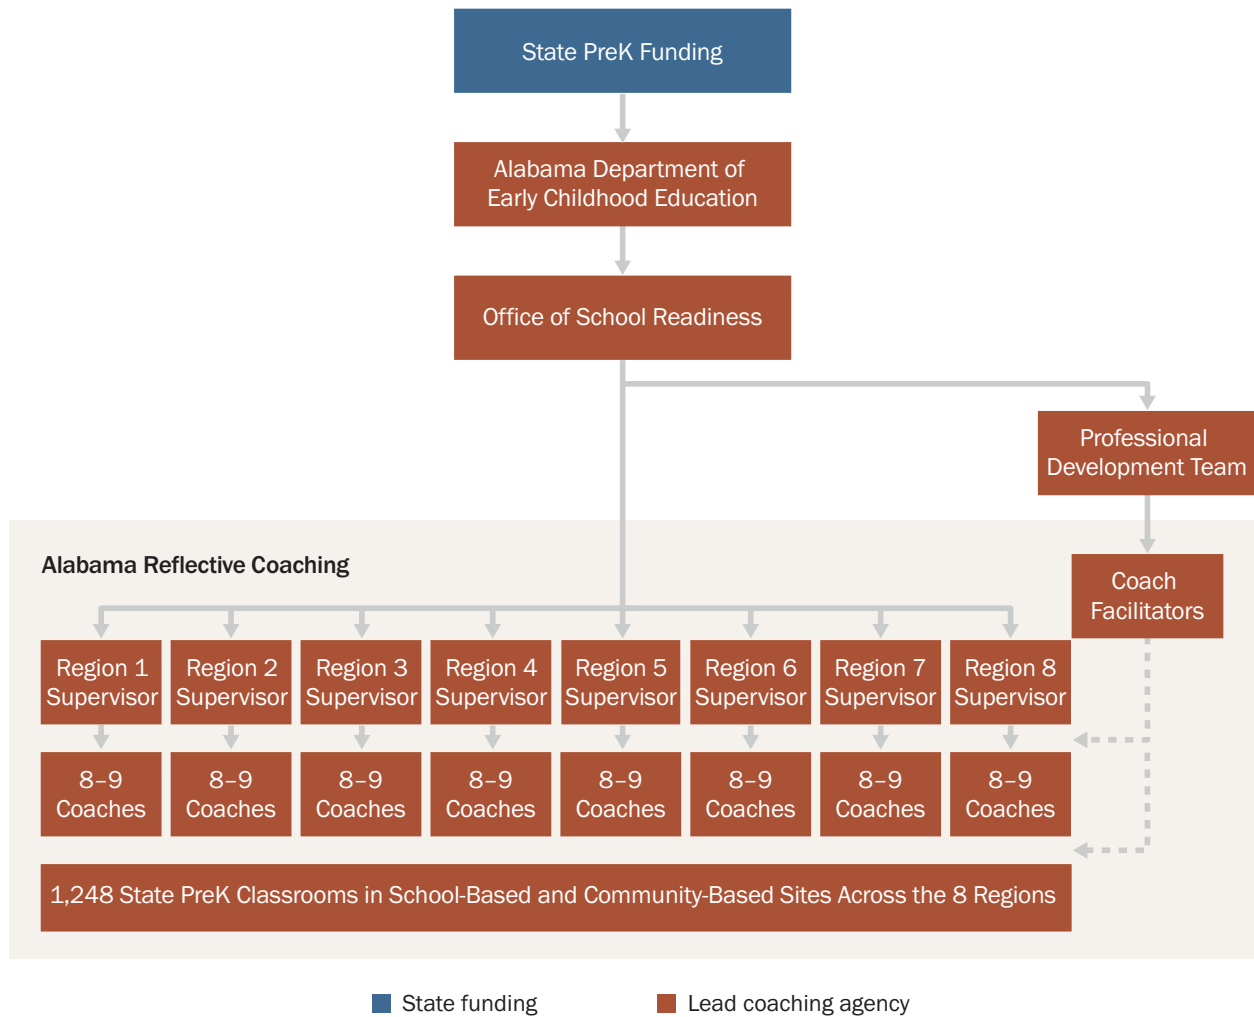 State PreK Funding
Alabama Department of
Early Childhood Education
Office of School Readiness
Professional
Development Team
Alabama Reflective Coaching
Coach
Facilitators
Region 1
Supervisor
Region 2
Supervisor
Region 3
Supervisor
Region 4
Supervisor
Region 5
Supervisor
Region 6
Supervisor
Region 7
Supervisor
Region 8
Supervisor
8–9
Coaches
8–9
Coaches
8–9
Coaches
8–9
Coaches
8–9
Coaches
8–9
Coaches
8–9
Coaches
8–9
Coaches
1,248 State PreK Classrooms in School-Based and Community-Based Sites Across the 8 Regions
State funding
Lead coaching agency